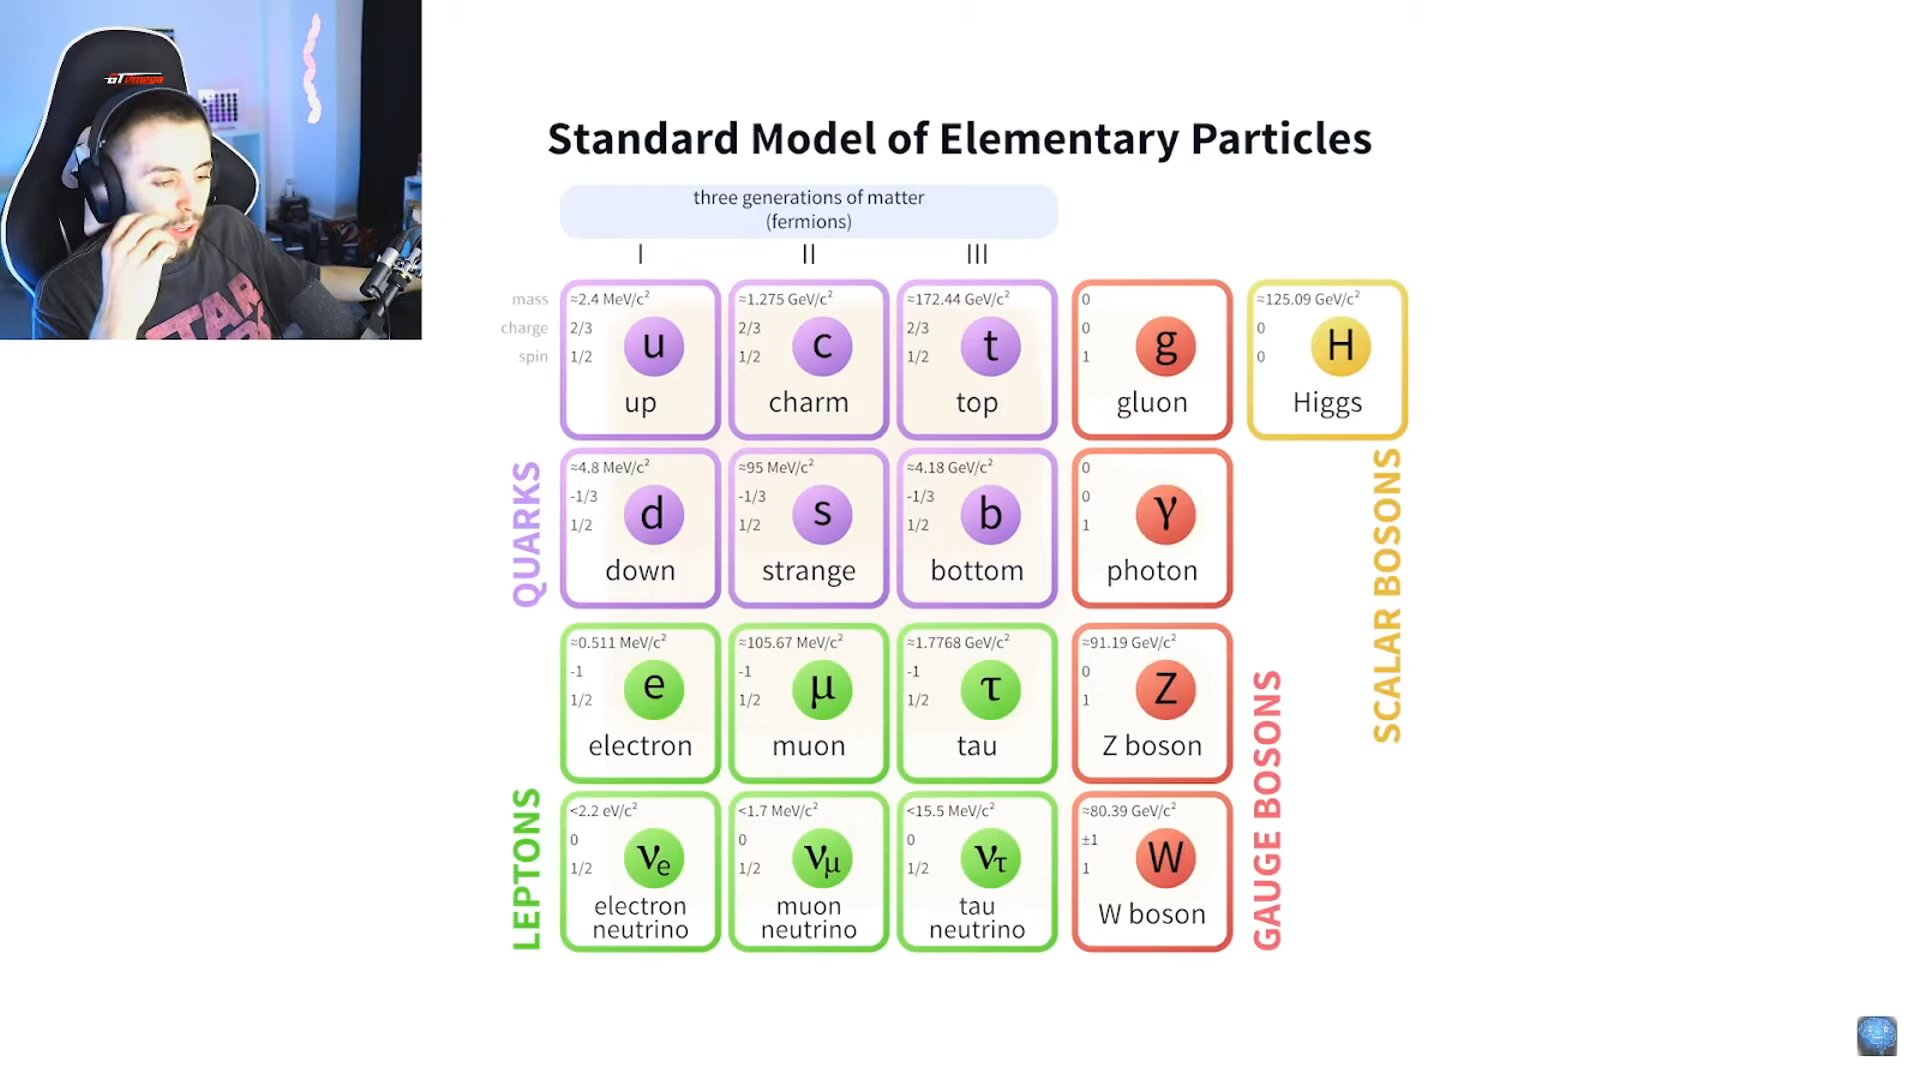 GTOmega
STAR
Standard Model of Elementary Particles
three generations of matter
(fermions)
I II III
mass ≈2.4 MeV/c² ≈1.275 GeV/c² ≈172.44 GeV/c² 0 ≈125.09 GeV/c²
charge 2/3 2/3 2/3 0 0
spin 1/2 1/2 1/2 1 0
u c t g H
up charm top gluon Higgs
QUARKS
≈4.8 MeV/c² ≈95 MeV/c² ≈4.18 GeV/c² 0
-1/3 -1/3 -1/3 0
1/2 1/2 1/2 1
d s b γ
down strange bottom photon
SCALAR BOSONS
≈0.511 MeV/c² ≈105.67 MeV/c² ≈1.7768 GeV/c² ≈91.19 GeV/c²
-1 -1 -1 0
1/2 1/2 1/2 1
e μ τ Z
electron muon tau Z boson
LEPTONS
<2.2 eV/c² <1.7 MeV/c² <15.5 MeV/c² ≈80.39 GeV/c²
0 0 0 ±1
1/2 1/2 1/2 1
νe νμ ντ W
electron muon tau W boson
neutrino neutrino neutrino
GAUGE BOSONS